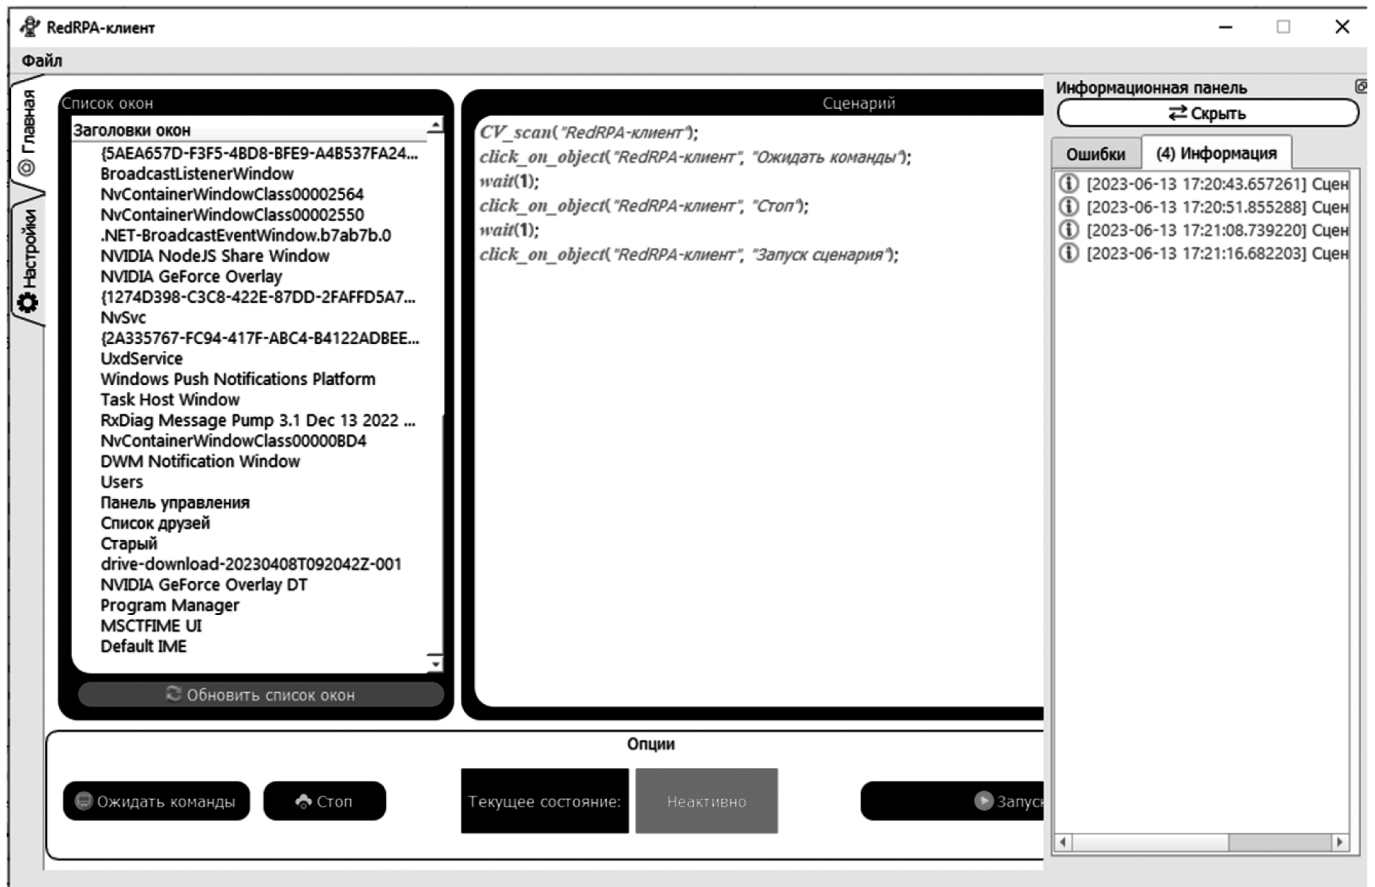 RedRPA-клиент
Файл
Главная
Настройки
Список окон
Заголовки окон
{5AEA657D-F3F5-4BD8-BFE9-A4B537FA24...
BroadcastListenerWindow
NvContainerWindowClass00002564
NvContainerWindowClass00002550
.NET-BroadcastEventWindow.b7ab7b.0
NVIDIA NodeJS Share Window
NVIDIA GeForce Overlay
{1274D398-C3C8-422E-87DD-2FAFFD5A7...
NvSvc
{2A335767-FC94-417F-ABC4-B4122ADBEE...
UxdService
Windows Push Notifications Platform
Task Host Window
RxDiag Message Pump 3.1 Dec 13 2022 ...
NvContainerWindowClass00000BD4
DWM Notification Window
Users
Панель управления
Список друзей
Старый
drive-download-20230408T092042Z-001
NVIDIA GeForce Overlay DT
Program Manager
MSCTFIME UI
Default IME
Обновить список окон
Сценарий
CV_scan("RedRPA-клиент");
click_on_object("RedRPA-клиент", "Ожидать команды");
wait(1);
click_on_object("RedRPA-клиент", "Стоп");
wait(1);
click_on_object("RedRPA-клиент", "Запуск сценария");
Информационная панель
Скрыть
Ошибки
(4) Информация
[2023-06-13 17:20:43.657261] Сцен
[2023-06-13 17:20:51.855288] Сцен
[2023-06-13 17:21:08.739220] Сцен
[2023-06-13 17:21:16.682203] Сцен
Опции
Ожидать команды
Стоп
Текущее состояние:
Неактивно
Запуск